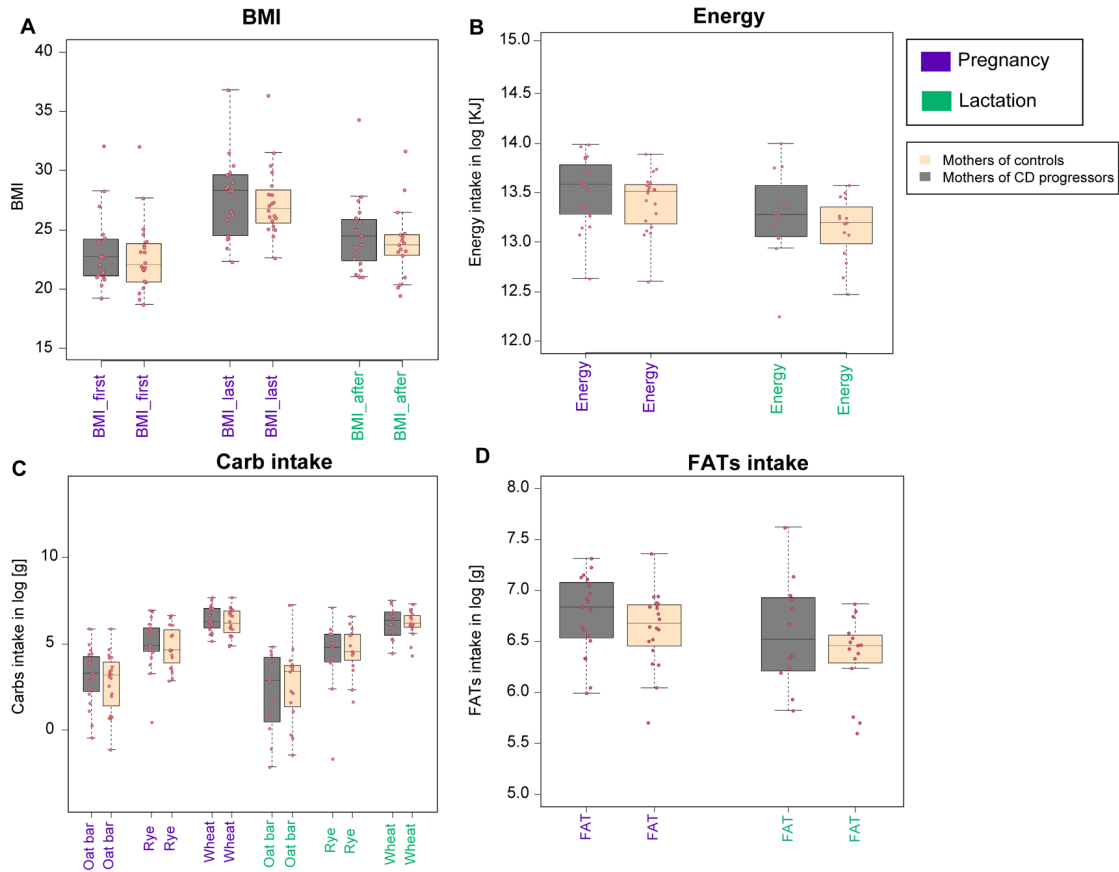 A
BMI
40
35
30
25
20
15
BMI
BMI_first
BMI_first
BMI_last
BMI_last
BMI_after
BMI_after
B
Energy
15.0
14.5
14.0
13.5
13.0
12.5
12.0
Energy intake in log [KJ]
Energy
Energy
Energy
Energy
Pregnancy
Lactation
Mothers of controls
Mothers of CD progressors
C
Carb intake
10
5
0
Carbs intake in log [g]
Oat bar
Oat bar
Rye
Rye
Wheat
Wheat
Oat bar
Oat bar
Rye
Rye
Wheat
Wheat
D
FATs intake
8.0
7.5
7.0
6.5
6.0
5.5
5.0
FATs intake in log [g]
FAT
FAT
FAT
FAT